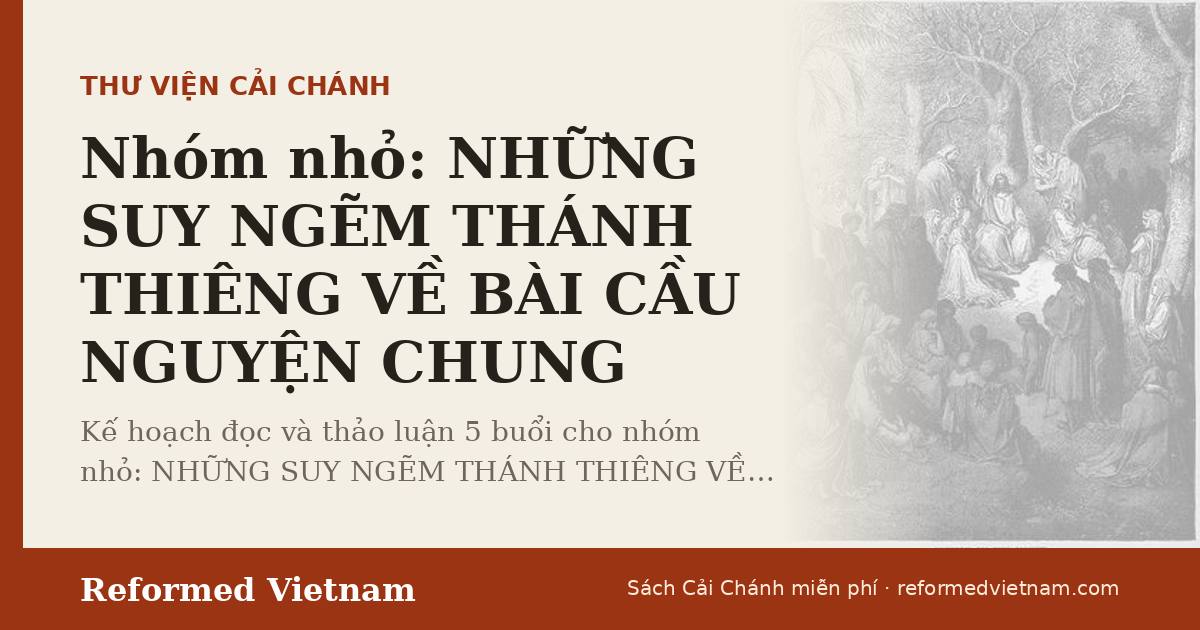 THƯ VIỆN CẢI CHÁNH
Nhóm nhỏ: NHỮNG
SUY NGẪM THÁNH
THIÊNG VỀ BÀI CẦU
NGUYỆN CHUNG
Kế hoạch đọc và thảo luận 5 buổi cho nhóm
nhỏ: NHỮNG SUY NGẪM THÁNH THIÊNG VỀ...
Reformed Vietnam
Sách Cải Chánh miễn phí · reformedvietnam.com